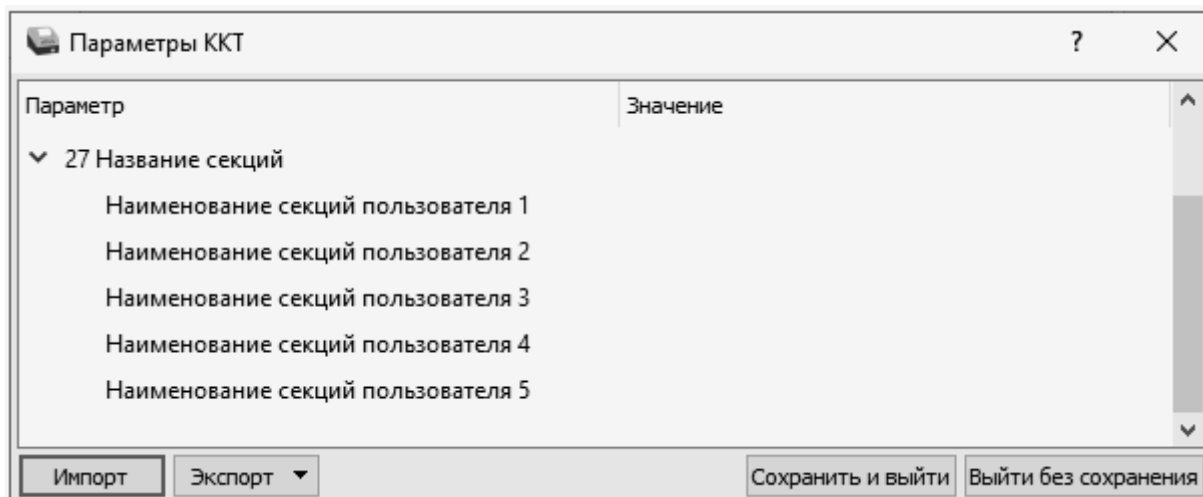 Параметры ККТ ?
Параметр Значение
27 Название секций
Наименование секций пользователя 1
Наименование секций пользователя 2
Наименование секций пользователя 3
Наименование секций пользователя 4
Наименование секций пользователя 5
Импорт Экспорт Сохранить и выйти Выйти без сохранения